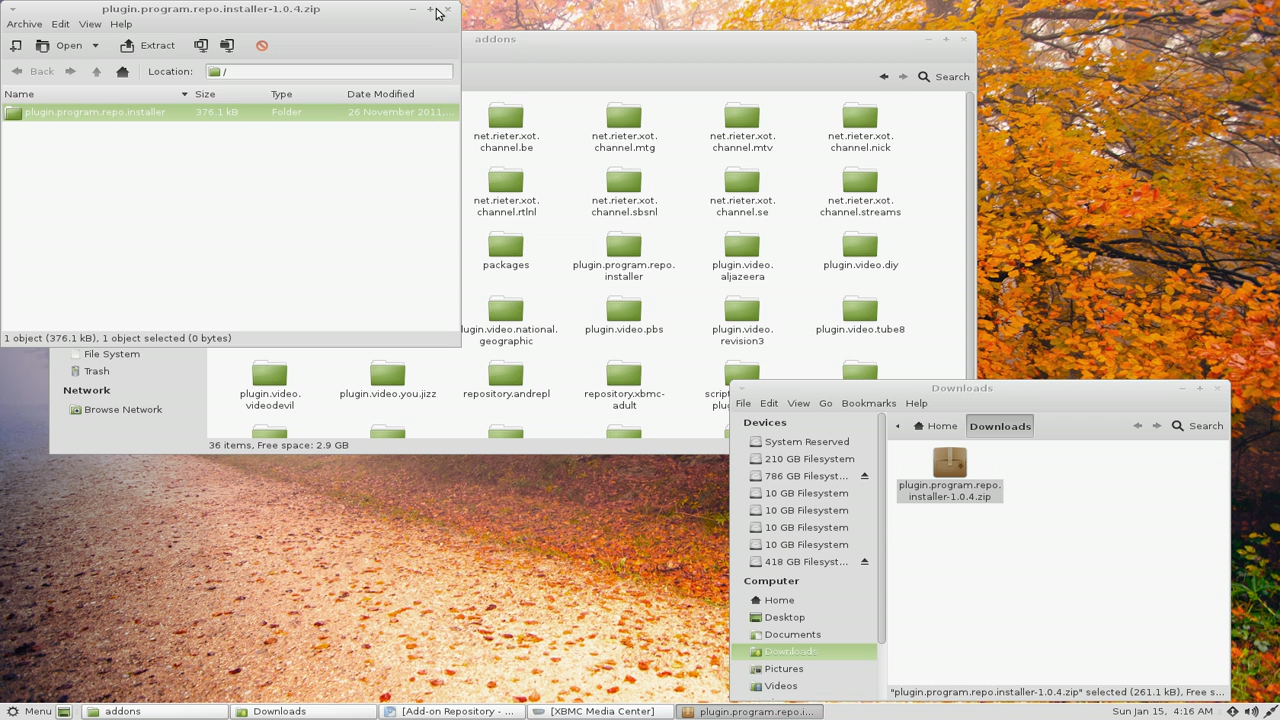 plugin.program.repo.installer-1.0.4.zip
Archive Edit View Help
Open Extract
Back Location: /
Name Size Type Date Modified
plugin.program.repo.installer 376.1 kB Folder 26 November 2011,...
1 object (376.1 kB), 1 object selected (0 bytes)
addons
Search
net.rieter.xot.
channel.be
net.rieter.xot.
channel.mtg
net.rieter.xot.
channel.mtv
net.rieter.xot.
channel.nick
net.rieter.xot.
channel.rtlnl
net.rieter.xot.
channel.sbsnl
net.rieter.xot.
channel.se
net.rieter.xot.
channel.streams
packages
plugin.program.repo.
installer
plugin.video.
aljazeera
plugin.video.diy
lugin.video.national.
geographic
plugin.video.pbs
plugin.video.
revision3
plugin.video.tube8
File System
Trash
Network
Browse Network
plugin.video.
videodevil
plugin.video.you.jizz
repository.andrepl
repository.xbmc-
adult
36 items, Free space: 2.9 GB
Downloads
File Edit View Go Bookmarks Help
Devices
System Reserved
210 GB Filesystem
786 GB Filesyst...
10 GB Filesystem
10 GB Filesystem
10 GB Filesystem
10 GB Filesystem
418 GB Filesyst...
Computer
Home
Desktop
Documents
Downloads
Pictures
Videos
Home Downloads Search
plugin.program.repo.
installer-1.0.4.zip
"plugin.program.repo.installer-1.0.4.zip" selected (261.1 kB), Free s...
Menu addons Downloads [Add-on Repository - ... [XBMC Media Center] plugin.program.repo.i... Sun Jan 15, 4:16 AM